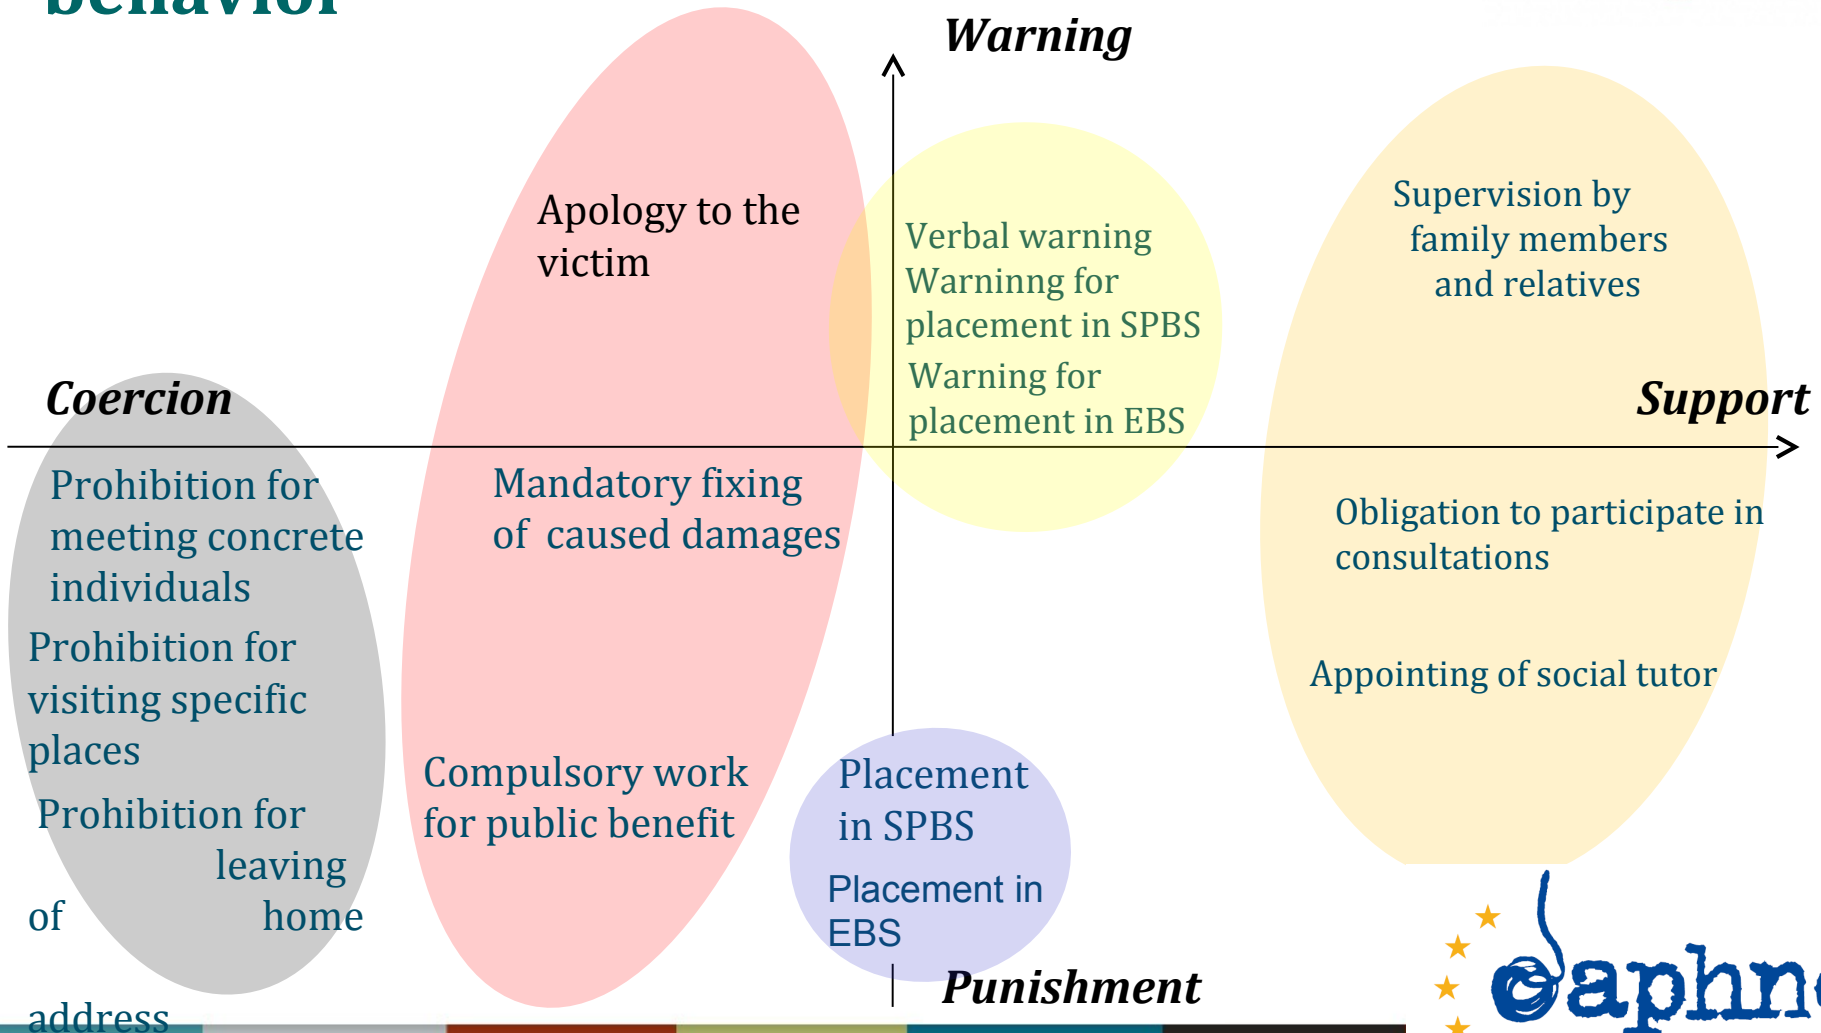 behavior
Warning
Apology to the
victim
Verbal warning
Warninng for
placement in SPBS
Warning for
placement in EBS
Supervision by
family members
and relatives
Coercion
Support
Prohibition for
meeting concrete
individuals
Prohibition for
visiting specific
places
Prohibition for
leaving
of home
address
Mandatory fixing
of caused damages
Compulsory work
for public benefit
Obligation to participate in
consultations
Appointing of social tutor
Placement
in SPBS
Placement in
EBS
Punishment
daphne